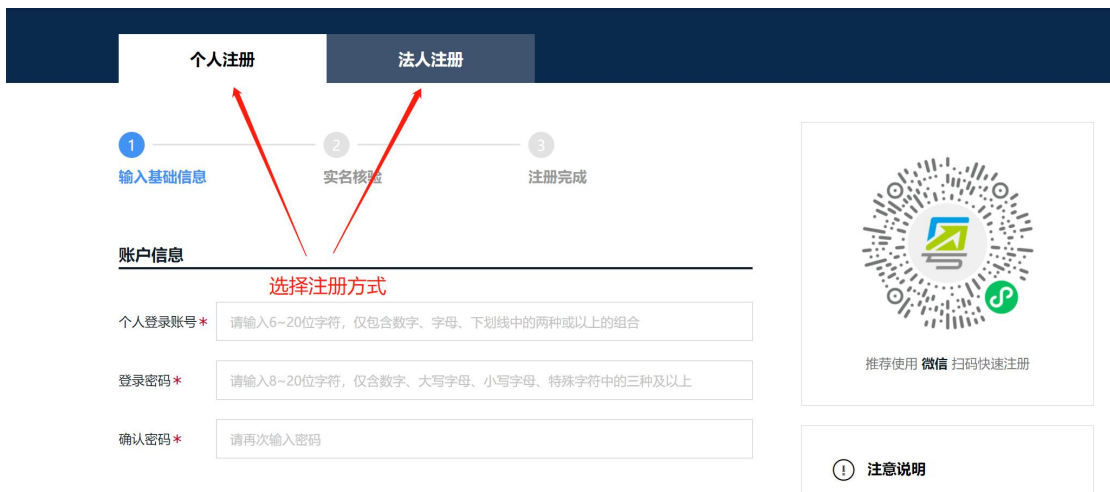 个人注册
法人注册
1
2
3
输入基础信息
实名核验
注册完成
账户信息
选择注册方式
个人登录账号*
请输入6~20位字符，仅包含数字、字母、下划线中的两种或以上的组合
登录密码*
请输入8~20位字符，仅含数字、大写字母、小写字母、特殊字符中的三种及以上
确认密码*
请再次输入密码
推荐使用 微信 扫码快速注册
! 注意说明